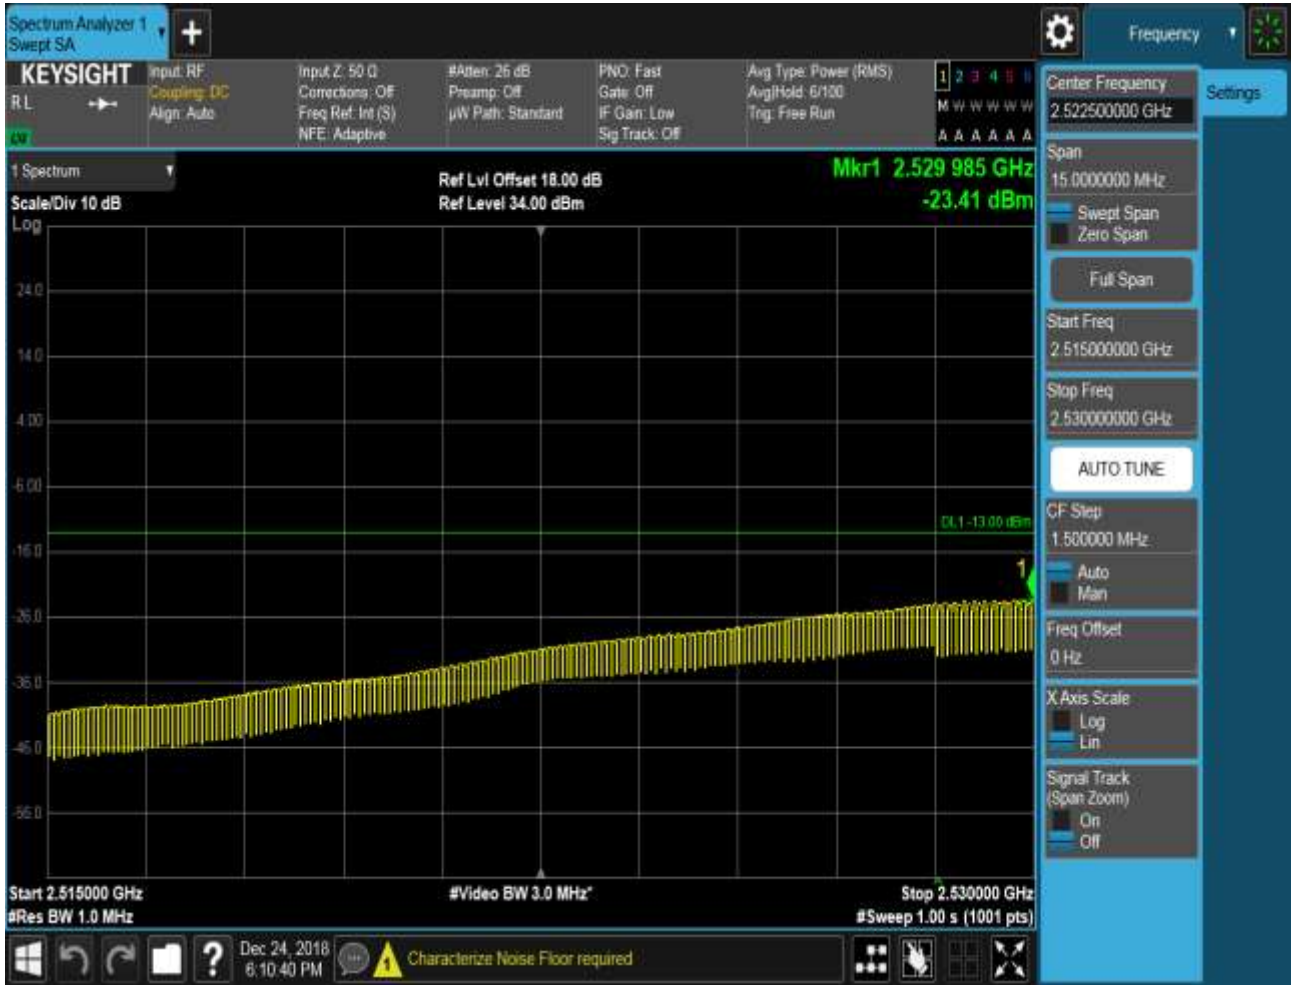 Spectrum Analyzer 1
Swept SA
Frequency
KEYSIGHT
RL
Input: RF
Coupling: DC
Align: Auto
Input Z: 50 Ω
Corrections: Off
Freq Ref: Int (S)
NFE: Adaptive
#Atten: 26 dB
Preamp: Off
µW Path: Standard
PNO: Fast
Gate: Off
IF Gain: Low
Sig Track: Off
Avg Type: Power (RMS)
Avg|Hold: 6/100
Trig: Free Run
1 2 3 4 5 6
M W W W W W
A A A A A A
1 Spectrum
Scale/Div 10 dB
Log
Ref Lvl Offset 18.00 dB
Ref Level 34.00 dBm
Mkr1 2.529 985 GHz
-23.41 dBm
24.0
14.0
4.00
-6.00
-16.0
-26.0
-36.0
-46.0
-56.0
DL1 -13.00 dBm
1
Start 2.515000 GHz
#Res BW 1.0 MHz
#Video BW 3.0 MHz*
Stop 2.530000 GHz
#Sweep 1.00 s (1001 pts)
Center Frequency
2.522500000 GHz
Settings
Span
15.0000000 MHz
Swept Span
Zero Span
Full Span
Start Freq
2.515000000 GHz
Stop Freq
2.530000000 GHz
AUTO TUNE
CF Step
1.500000 MHz
Auto
Man
Freq Offset
0 Hz
X Axis Scale
Log
Lin
Signal Track
(Span Zoom)
On
Off
?
Dec 24, 2018
6:10:40 PM
1
Characterize Noise Floor required